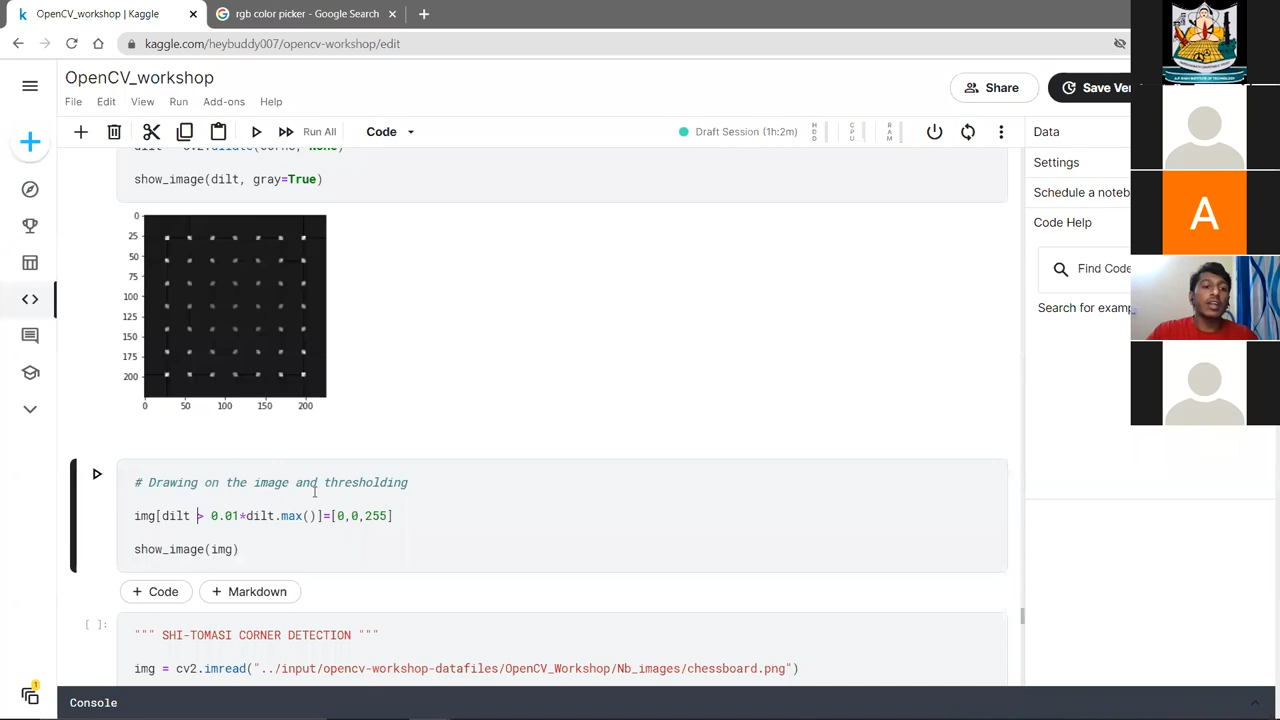 OpenCV_workshop | Kaggle
rgb color picker - Google Search
kaggle.com/heybuddy007/opencv-workshop/edit
OpenCV_workshop
File Edit View Run Add-ons Help
Share
Save Ver
Run All
Code
Draft Session (1h:2m)
HDD
CPU
RAM
Data
Settings
Schedule a noteb
Code Help
Find Code
Search for examp
A
show_image(dilt, gray=True)
0
25
50
75
100
125
150
175
200
0 50 100 150 200
# Drawing on the image and thresholding
img[dilt > 0.01*dilt.max()]=[0,0,255]
show_image(img)
+ Code + Markdown
[ ]:
""" SHI-TOMASI CORNER DETECTION """
img = cv2.imread("../input/opencv-workshop-datafiles/OpenCV_Workshop/Nb_images/chessboard.png")
1
Console